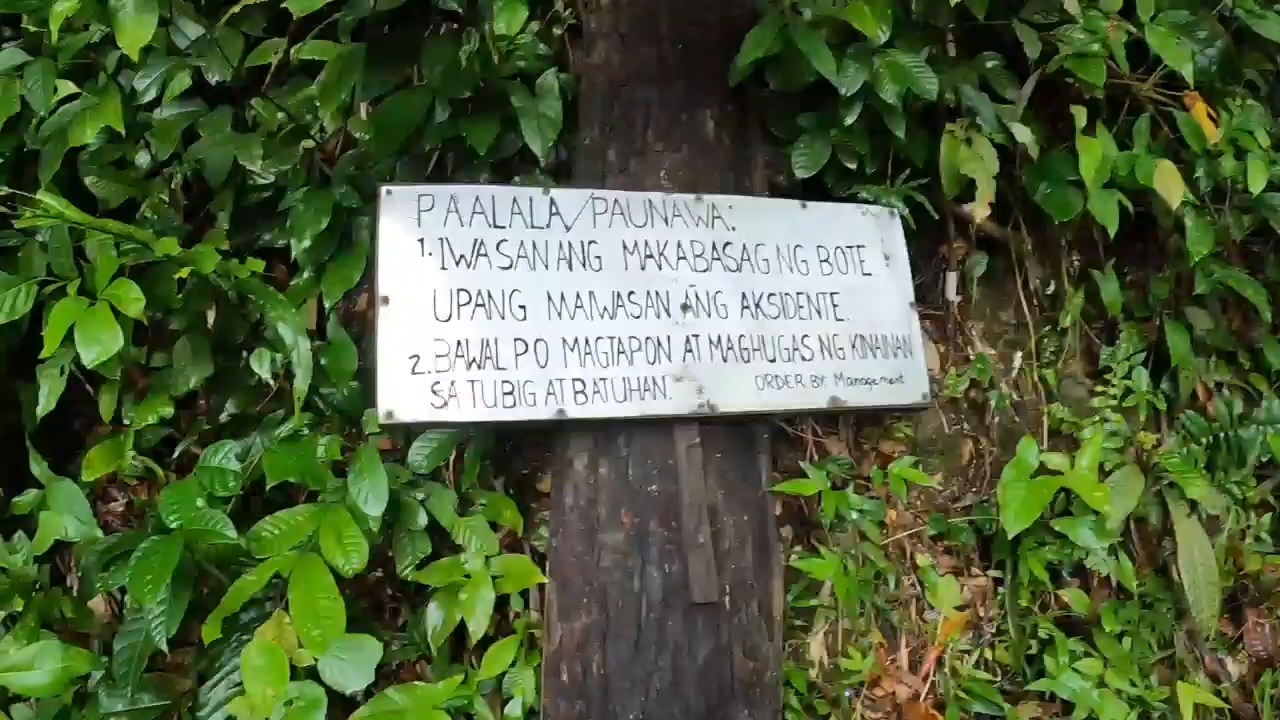 PAALALA/PAUNAWA:
1. IWASAN ANG MAKABASAG NG BOTE
UPANG MAIWASAN ANG AKSIDENTE.
2. BAWAL PO MAGTAPON AT MAGHUGAS NG KINAINAN
SA TUBIG AT BATUHAN.
ORDER BY: Management